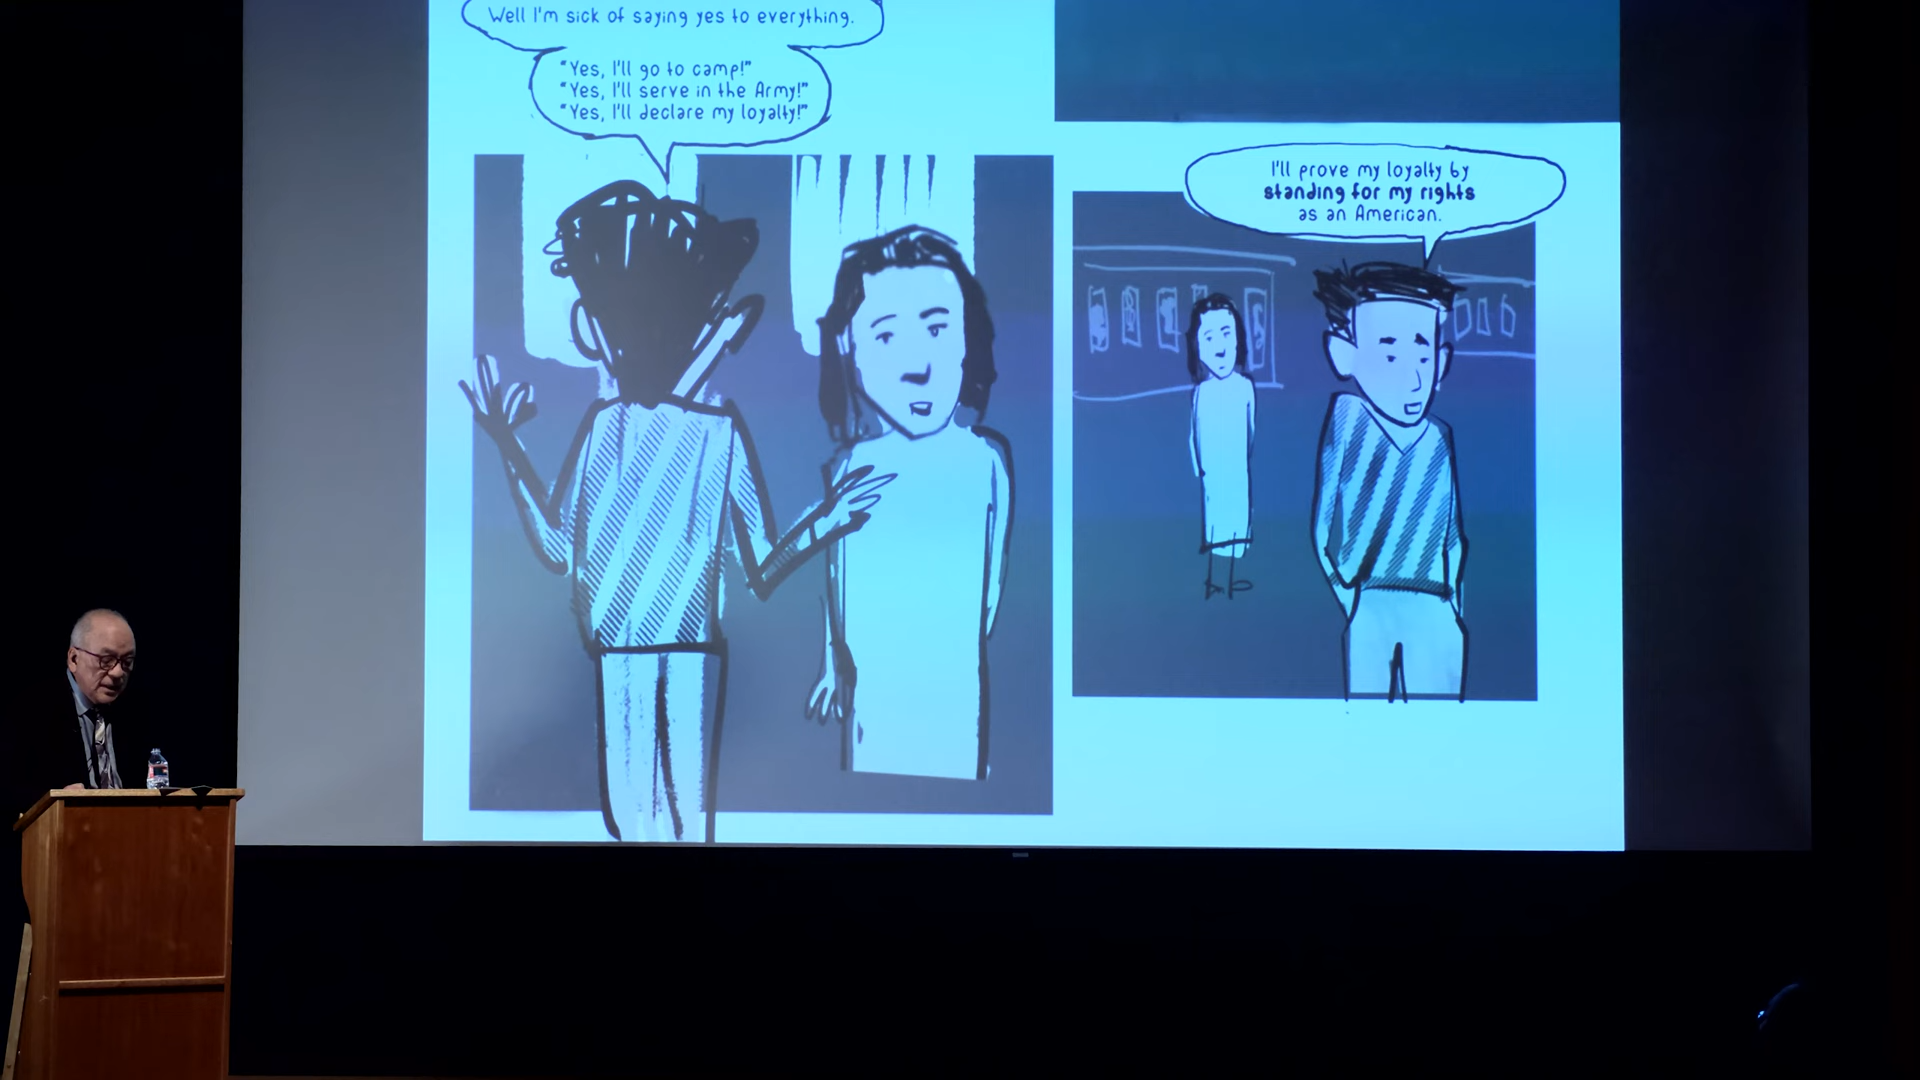 Well I'm sick of saying yes to everything.
"Yes, I'll go to camp!"
"Yes, I'll serve in the Army!"
"Yes, I'll declare my loyalty!"
I'll prove my loyalty by
standing for my rights
as an American.